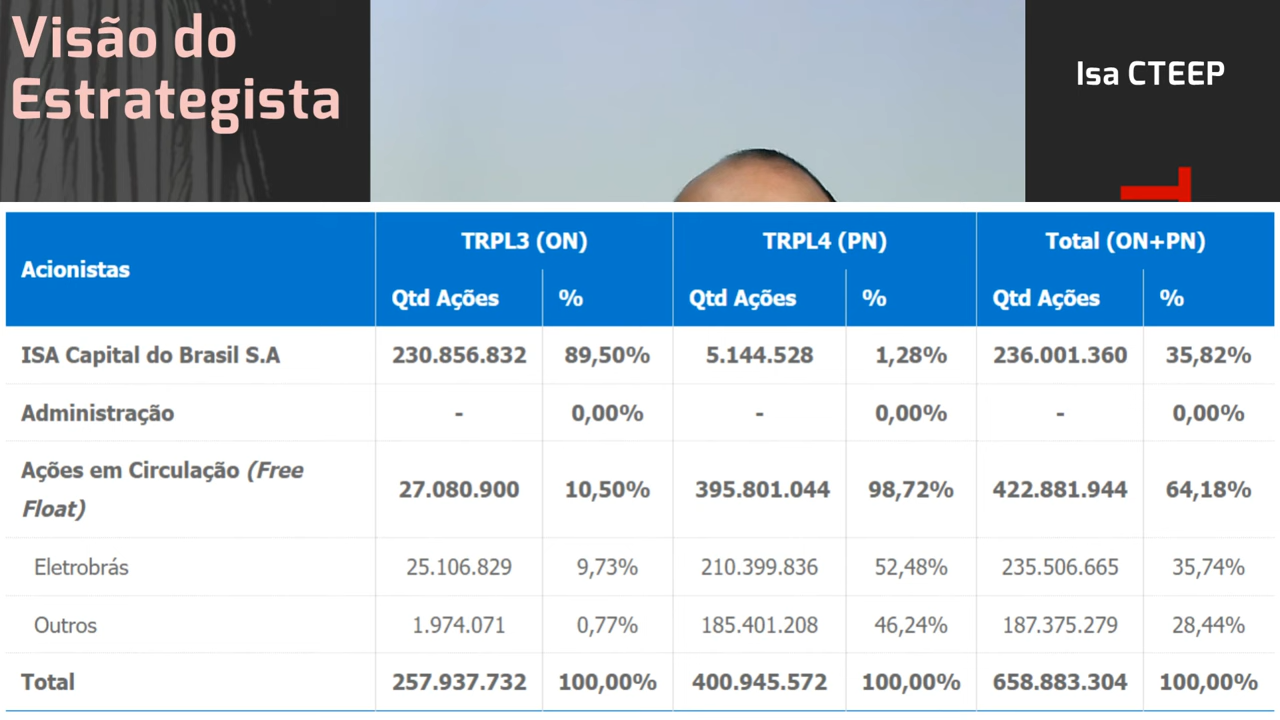 Visão do
Estrategista
Isa CTEEP
Acionistas
TRPL3 (ON) TRPL4 (PN) Total (ON+PN)
Qtd Ações % Qtd Ações % Qtd Ações %
ISA Capital do Brasil S.A 230.856.832 89,50% 5.144.528 1,28% 236.001.360 35,82%
Administração - 0,00% - 0,00% - 0,00%
Ações em Circulação (Free
Float) 27.080.900 10,50% 395.801.044 98,72% 422.881.944 64,18%
Eletrobrás 25.106.829 9,73% 210.399.836 52,48% 235.506.665 35,74%
Outros 1.974.071 0,77% 185.401.208 46,24% 187.375.279 28,44%
Total 257.937.732 100,00% 400.945.572 100,00% 658.883.304 100,00%